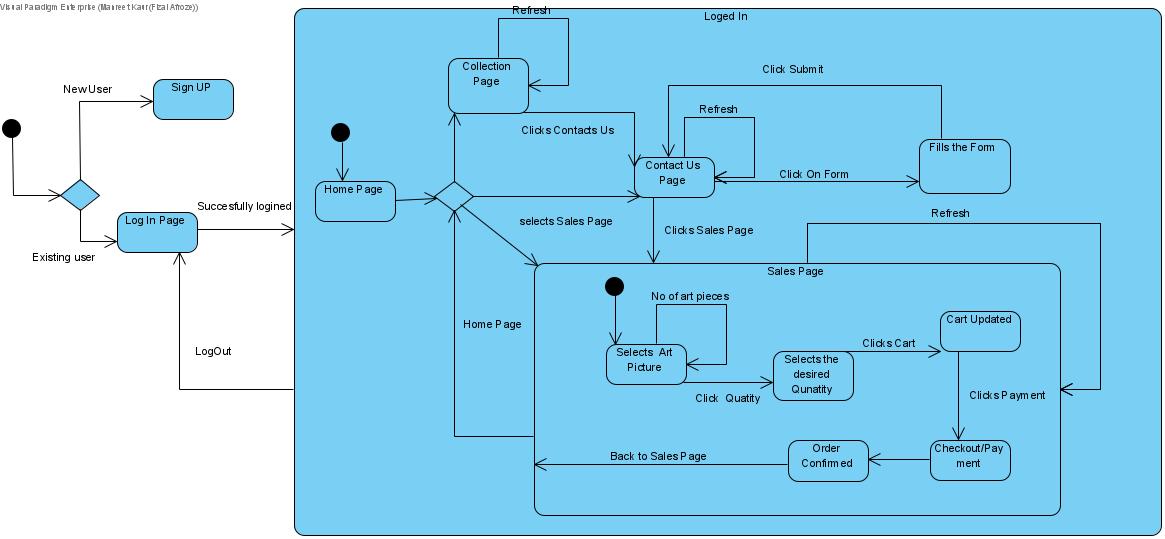 Visual Paradigm Enterprise (Maureet Kaur(Fizal Afroze))
Loged In
Refresh
Collection
Page
Click Submit
New User
Sign UP
Refresh
Clicks Contacts Us
Fills the Form
Contact Us
Page
Click On Form
Home Page
Succesfully logined
Log In Page
selects Sales Page
Clicks Sales Page
Refresh
Existing user
Sales Page
No of art pieces
Home Page
Cart Updated
LogOut
Selects Art
Picture
Clicks Cart
Selects the
desired
Qunatity
Click Quatity
Clicks Payment
Order
Confirmed
Checkout/Pay
ment
Back to Sales Page